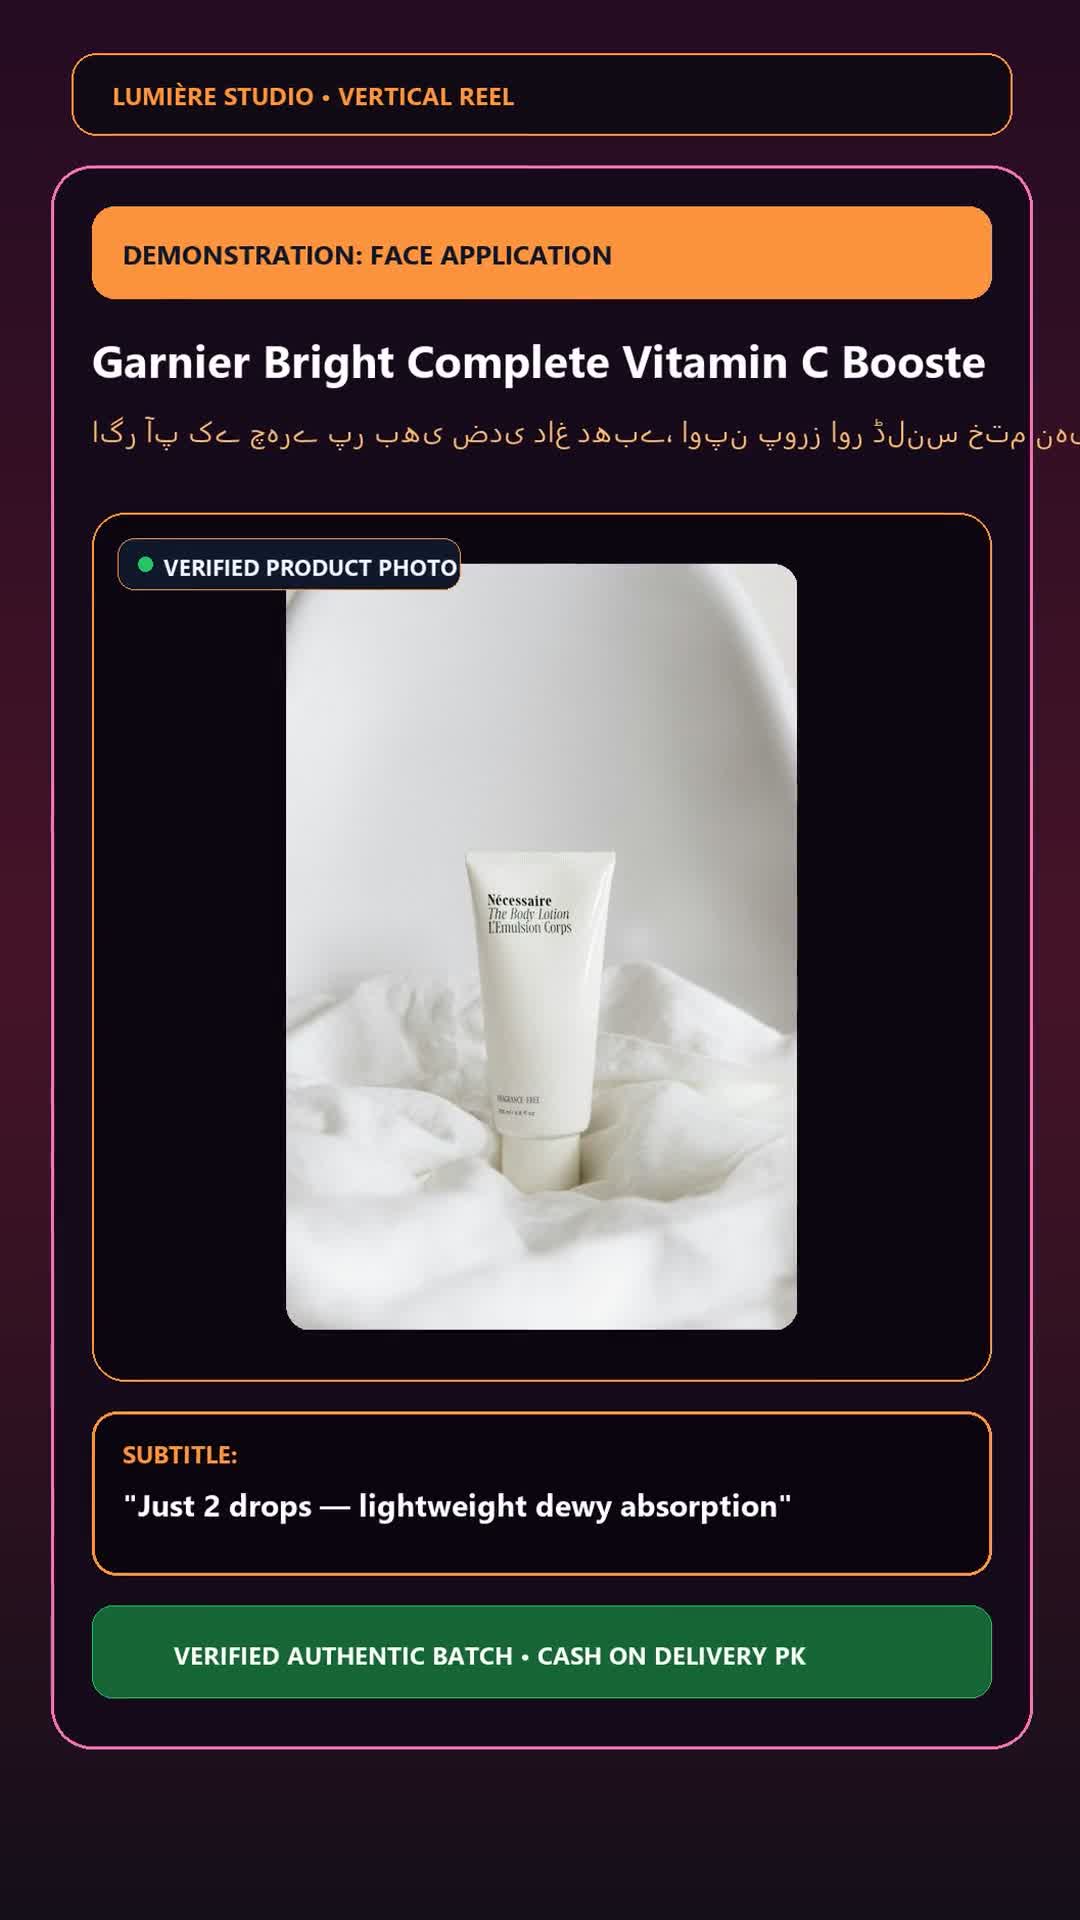 LUMIÈRE STUDIO • VERTICAL REEL
DEMONSTRATION: FACE APPLICATION
Garnier Bright Complete Vitamin C Booste
اگر آپ کے چہرے پر بھی ضدی داغ دھبے، اوپن پورز اور ڈلنس ختم
VERIFIED PRODUCT PHOTO
Nécessaire
The Body Lotion
L'Emulsion Corps
FRAGRANCE-FREE
SUBTITLE:
"Just 2 drops — lightweight dewy absorption"
VERIFIED AUTHENTIC BATCH • CASH ON DELIVERY PK